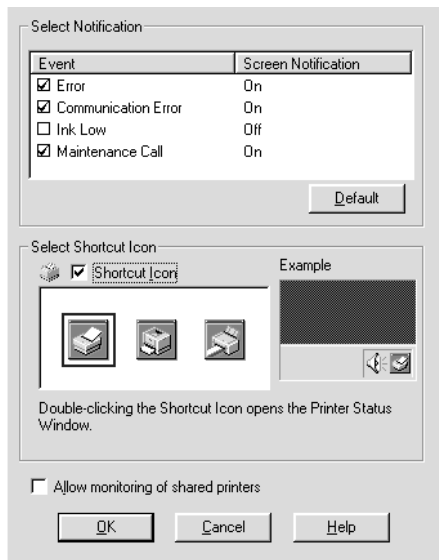 Select Notification
Event Screen Notification
Error On
Communication Error On
Ink Low Off
Maintenance Call On
Default
Select Shortcut Icon
Shortcut Icon
Example
Double-clicking the Shortcut Icon opens the Printer Status
Window.
Allow monitoring of shared printers
OK Cancel Help